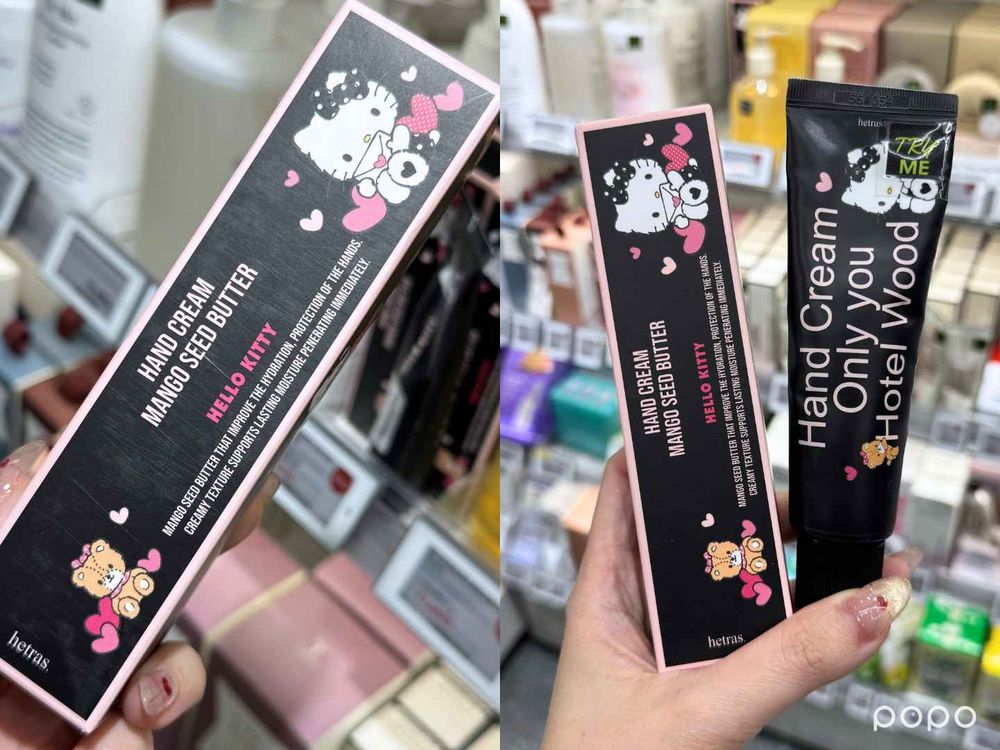 HAND CREAM
MANGO SEED BUTTER
HELLO KITTY
MANGO SEED BUTTER THAT IMPROVE THE HYDRATION, PROTECTION OF THE HANDS.
CREAMY TEXTURE SUPPORTS LASTING MOISTURE PENERATING IMMEDIATELY.
hetras
HAND CREAM
MANGO SEED BUTTER
HELLO KITTY
MANGO SEED BUTTER THAT IMPROVE THE HYDRATION, PROTECTION OF THE HANDS.
CREAMY TEXTURE SUPPORTS LASTING MOISTURE PENERATING IMMEDIATELY.
hetras
hetras
TRY
ME
Hand Cream
Only you
Hotel Wood
popo